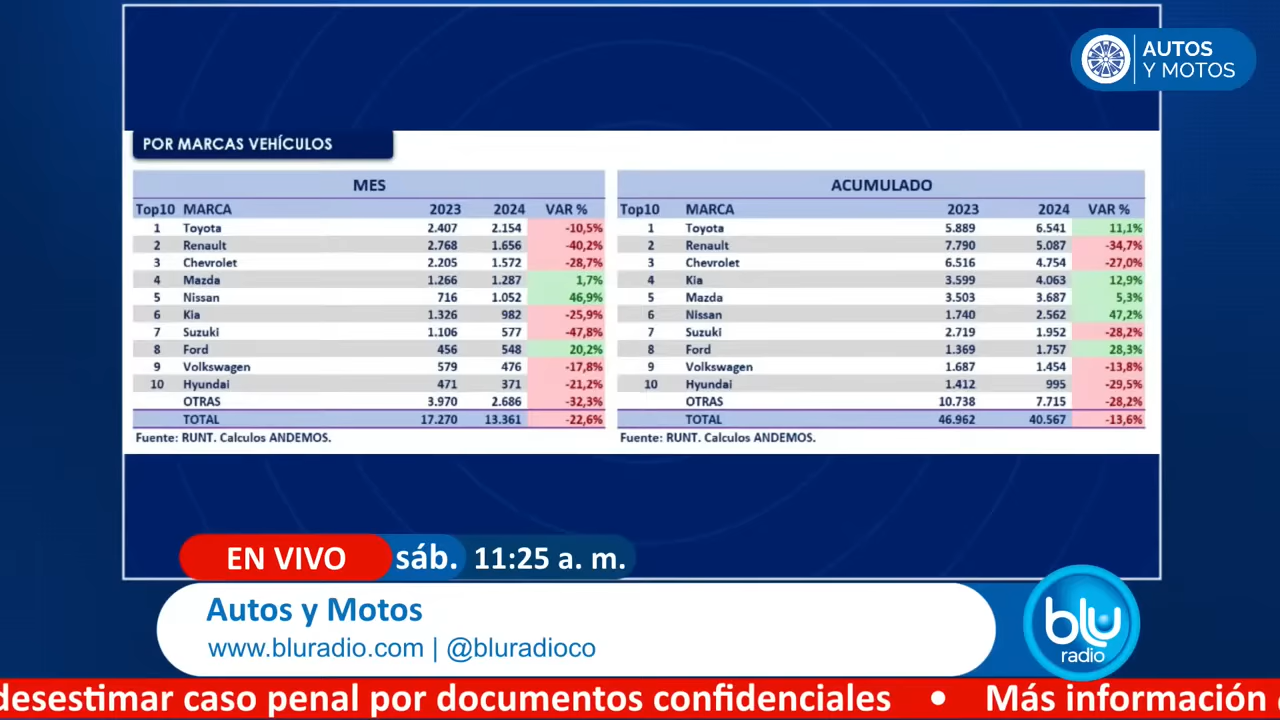 AUTOS
Y MOTOS
POR MARCAS VEHÍCULOS
MES
Top10 MARCA 2023 2024 VAR %
1 Toyota 2.407 2.154 -10,5%
2 Renault 2.768 1.656 -40,2%
3 Chevrolet 2.205 1.572 -28,7%
4 Mazda 1.266 1.287 1,7%
5 Nissan 716 1.052 46,9%
6 Kia 1.326 982 -25,9%
7 Suzuki 1.106 577 -47,8%
8 Ford 456 548 20,2%
9 Volkswagen 579 476 -17,8%
10 Hyundai 471 371 -21,2%
OTRAS 3.970 2.686 -32,3%
TOTAL 17.270 13.361 -22,6%
Fuente: RUNT. Calculos ANDEMOS.
ACUMULADO
Top10 MARCA 2023 2024 VAR %
1 Toyota 5.889 6.541 11,1%
2 Renault 7.790 5.087 -34,7%
3 Chevrolet 6.516 4.754 -27,0%
4 Kia 3.599 4.063 12,9%
5 Mazda 3.503 3.687 5,3%
6 Nissan 1.740 2.562 47,2%
7 Suzuki 2.719 1.952 -28,2%
8 Ford 1.369 1.757 28,3%
9 Volkswagen 1.687 1.454 -13,8%
10 Hyundai 1.412 995 -29,5%
OTRAS 10.738 7.715 -28,2%
TOTAL 46.962 40.567 -13,6%
Fuente: RUNT. Calculos ANDEMOS.
EN VIVO sáb. 11:25 a. m.
Autos y Motos
www.bluradio.com | @bluradioco
blu
radio
desestimar caso penal por documentos confidenciales • Más información